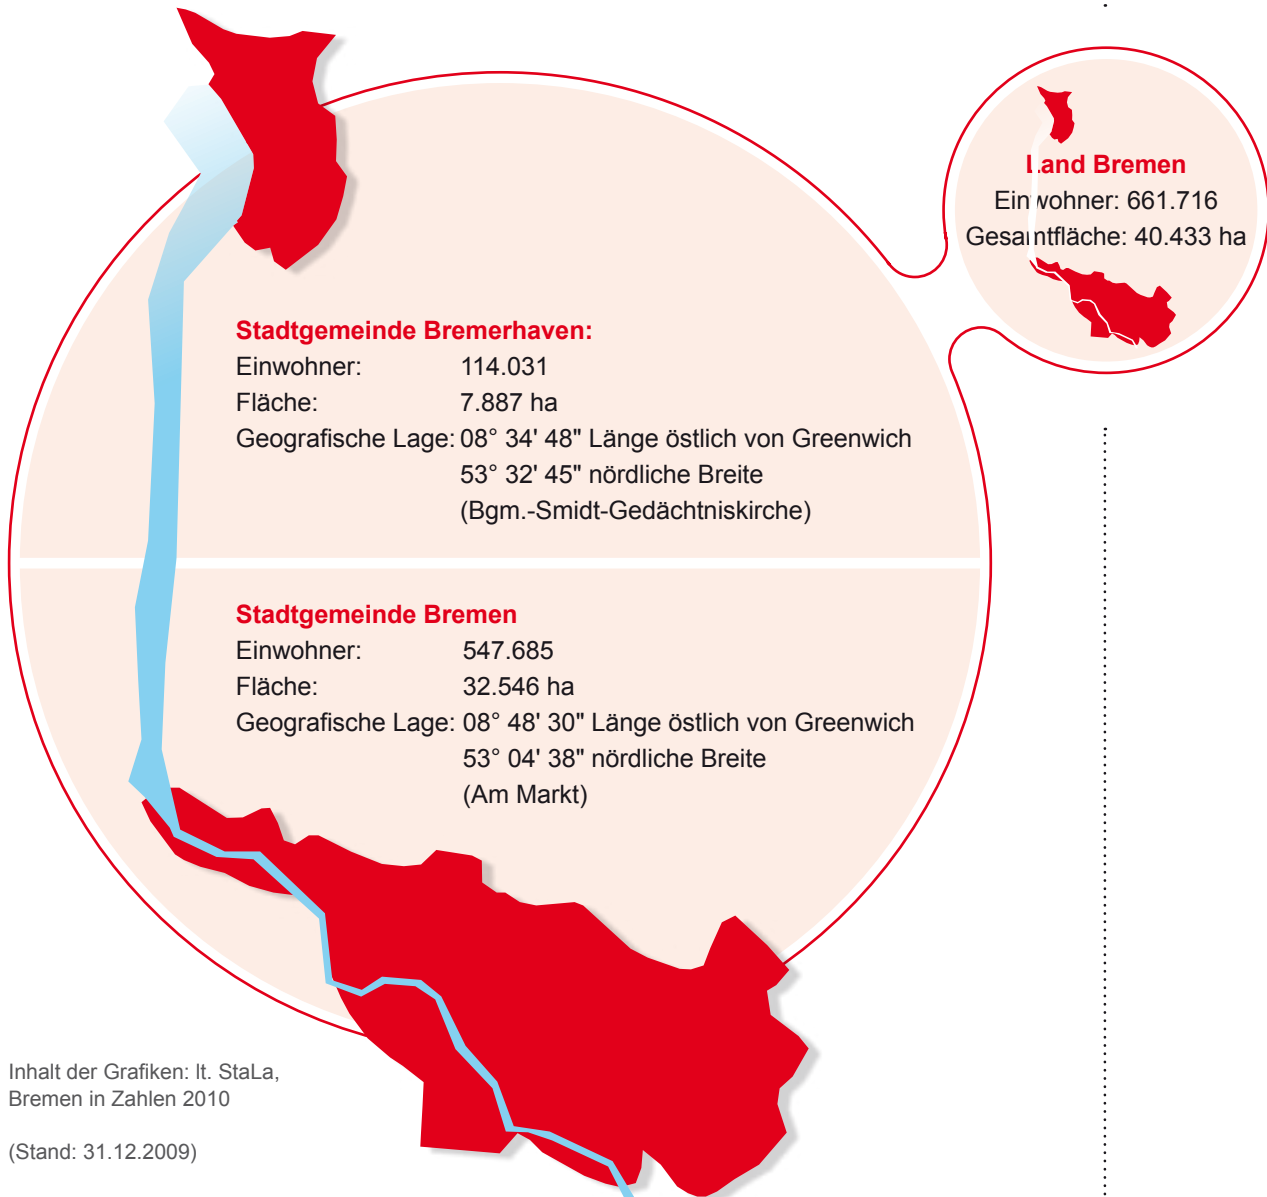 Land Bremen
Einwohner: 661.716
Gesamtfläche: 40.433 ha
Stadtgemeinde Bremerhaven:
Einwohner: 114.031
Fläche: 7.887 ha
Geografische Lage: 08° 34' 48" Länge östlich von Greenwich
53° 32' 45" nördliche Breite
(Bgm.-Smidt-Gedächtniskirche)
Stadtgemeinde Bremen
Einwohner: 547.685
Fläche: 32.546 ha
Geografische Lage: 08° 48' 30" Länge östlich von Greenwich
53° 04' 38" nördliche Breite
(Am Markt)
Inhalt der Grafiken: lt. StaLa,
Bremen in Zahlen 2010
(Stand: 31.12.2009)